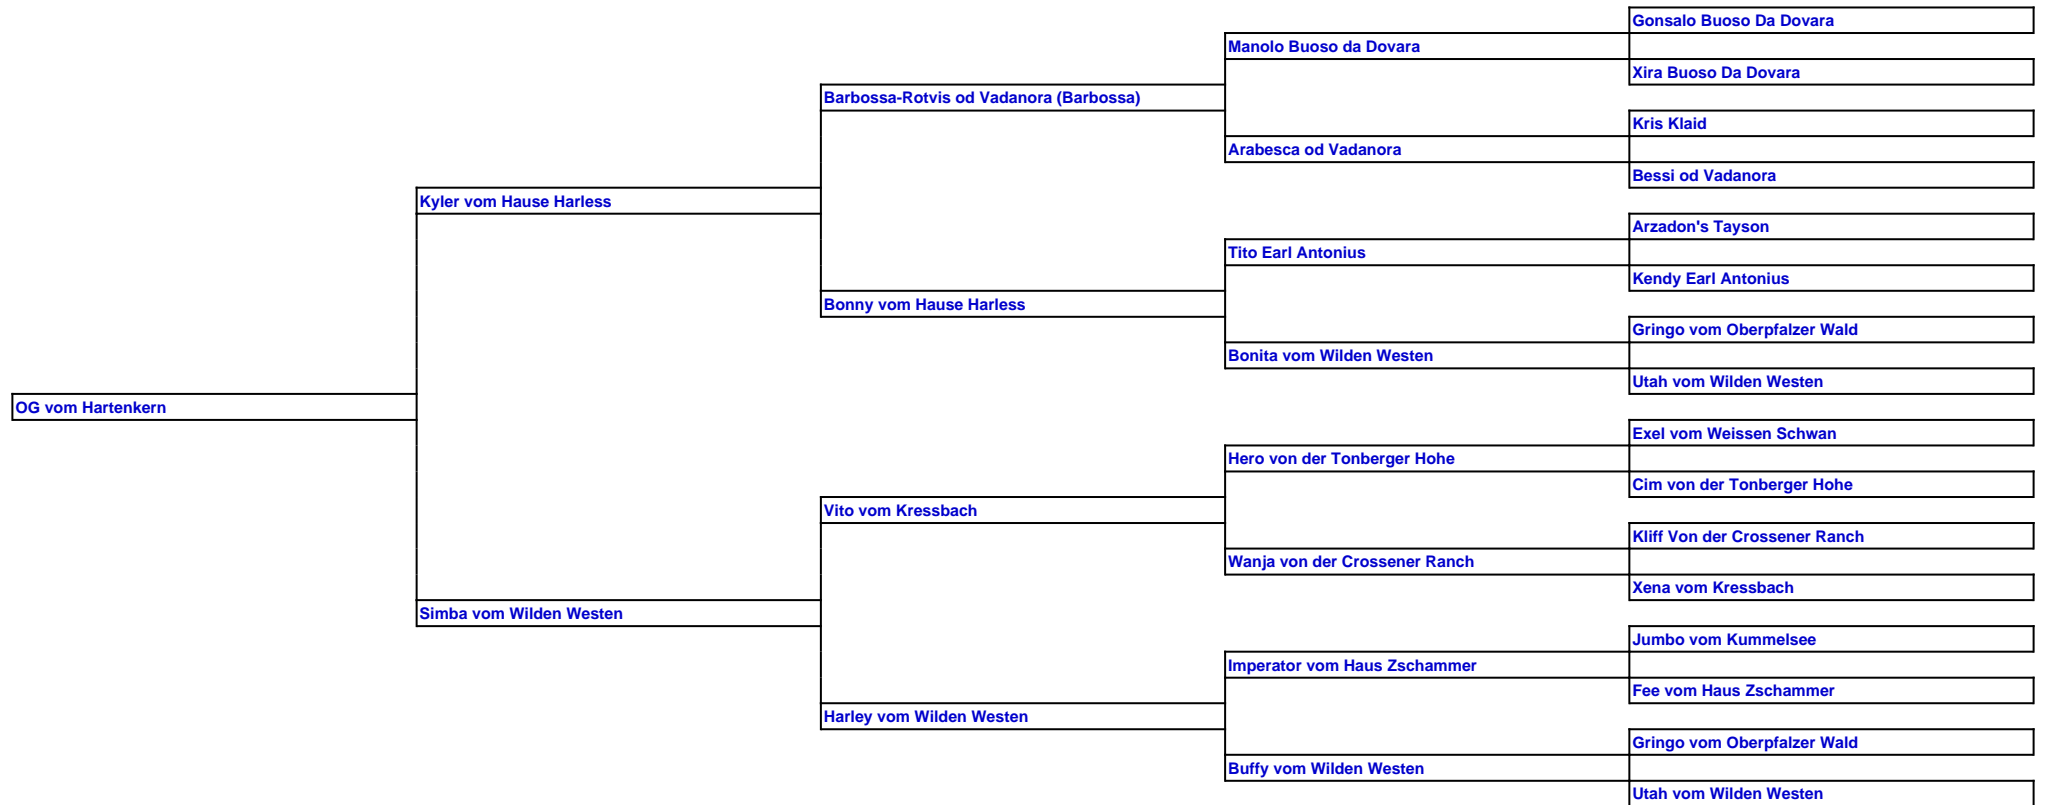 Gonsalo Buoso Da Dovara
Manolo Buoso da Dovara
Xira Buoso Da Dovara
Barbossa-Rotvis od Vadanora (Barbossa)
Kris Klaid
Arabesca od Vadanora
Bessi od Vadanora
Kyler vom Hause Harless
Arzadon's Tayson
Tito Earl Antonius
Kendy Earl Antonius
Bonny vom Hause Harless
Gringo vom Oberpfalzer Wald
Bonita vom Wilden Westen
Utah vom Wilden Westen
OG vom Hartenkern
Exel vom Weissen Schwan
Hero von der Tonberger Hohe
Cim von der Tonberger Hohe
Vito vom Kressbach
Kliff Von der Crossener Ranch
Wanja von der Crossener Ranch
Xena vom Kressbach
Simba vom Wilden Westen
Jumbo vom Kummelsee
Imperator vom Haus Zschammer
Fee vom Haus Zschammer
Harley vom Wilden Westen
Gringo vom Oberpfalzer Wald
Buffy vom Wilden Westen
Utah vom Wilden Westen